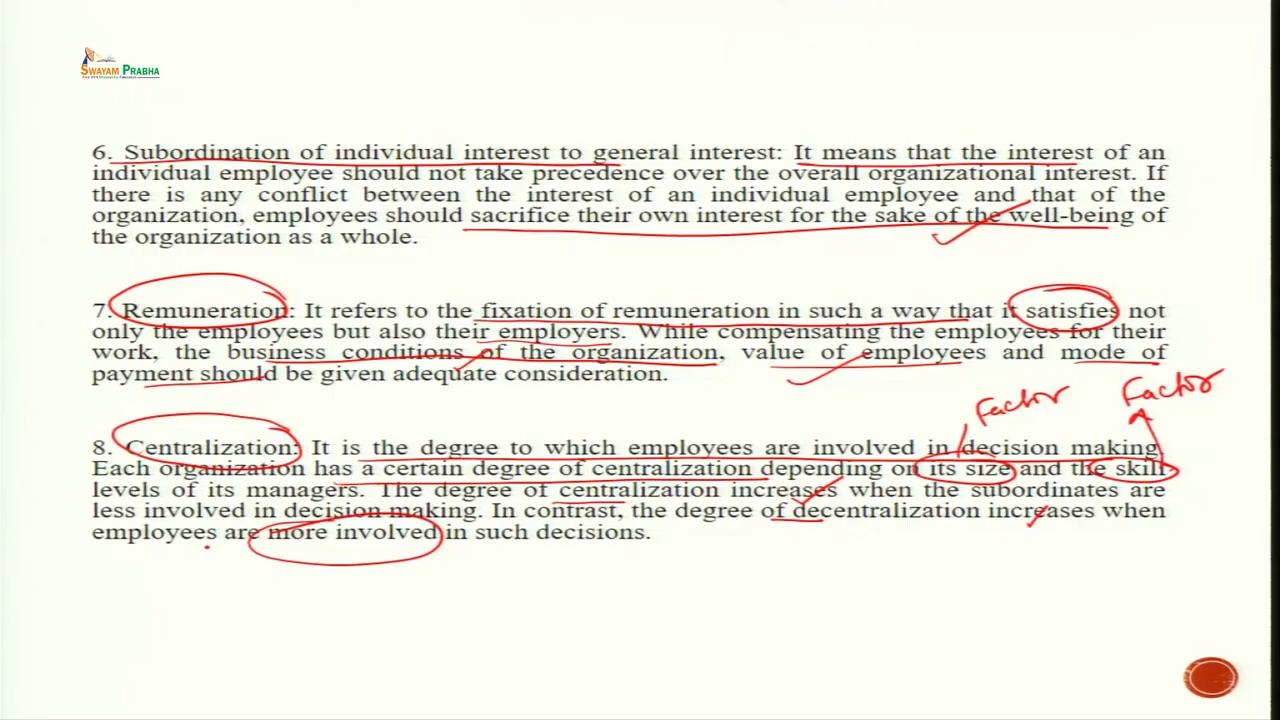 SWAYAM PRABHA
6. Subordination of individual interest to general interest: It means that the interest of an
individual employee should not take precedence over the overall organizational interest. If
there is any conflict between the interest of an individual employee and that of the
organization, employees should sacrifice their own interest for the sake of the well-being of
the organization as a whole.
7. Remuneration: It refers to the fixation of remuneration in such a way that it satisfies not
only the employees but also their employers. While compensating the employees for their
work, the business conditions of the organization, value of employees and mode of
payment should be given adequate consideration.
Factor Factor
8. Centralization: It is the degree to which employees are involved in decision making.
Each organization has a certain degree of centralization depending on its size and the skill
levels of its managers. The degree of centralization increases when the subordinates are
less involved in decision making. In contrast, the degree of decentralization increases when
employees are more involved in such decisions.